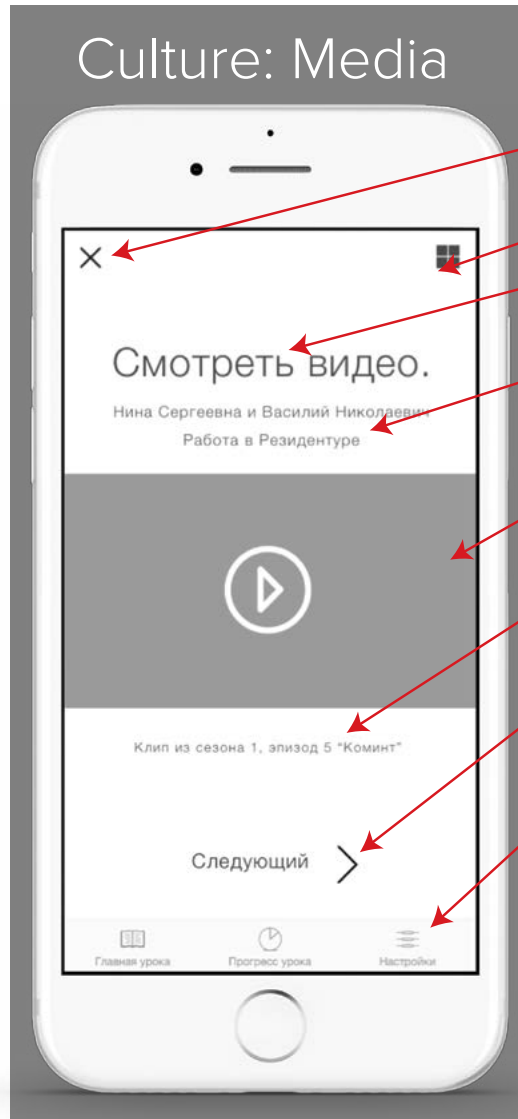 Culture: Media
Смотреть видео.
Нина Сергеевна и Василий Николаевич
Работа в Резидентуре
Клип из сезона 1, эпизод 5 "Коминт"
Следующий
Главная урока Прогресс урока Настройки